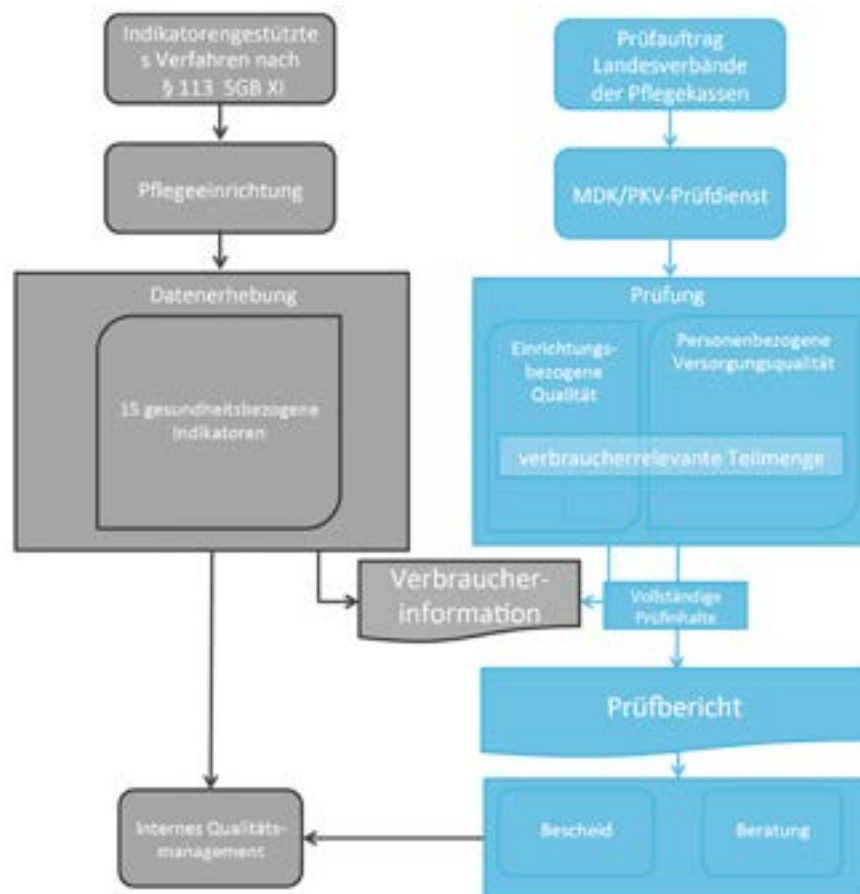 Indikatorengestützte
s Verfahren nach
§ 113 SGB XI
Pflegeeinrichtung
Datenerhebung
15 gesundheitsbezogene
Indikatoren
Prüfauftrag
Landesverbände
der Pflegekassen
MDK/PKV-Prüfdienst
Prüfung
Einrichtungs-
bezogene
Qualität
Personenbezogene
Versorgungsqualität
verbraucherrelevante Teilmenge
Verbraucher-
information
Vollständige
Prüfinhalte
Prüfbericht
Internes Qualitäts-
management
Bescheid
Beratung